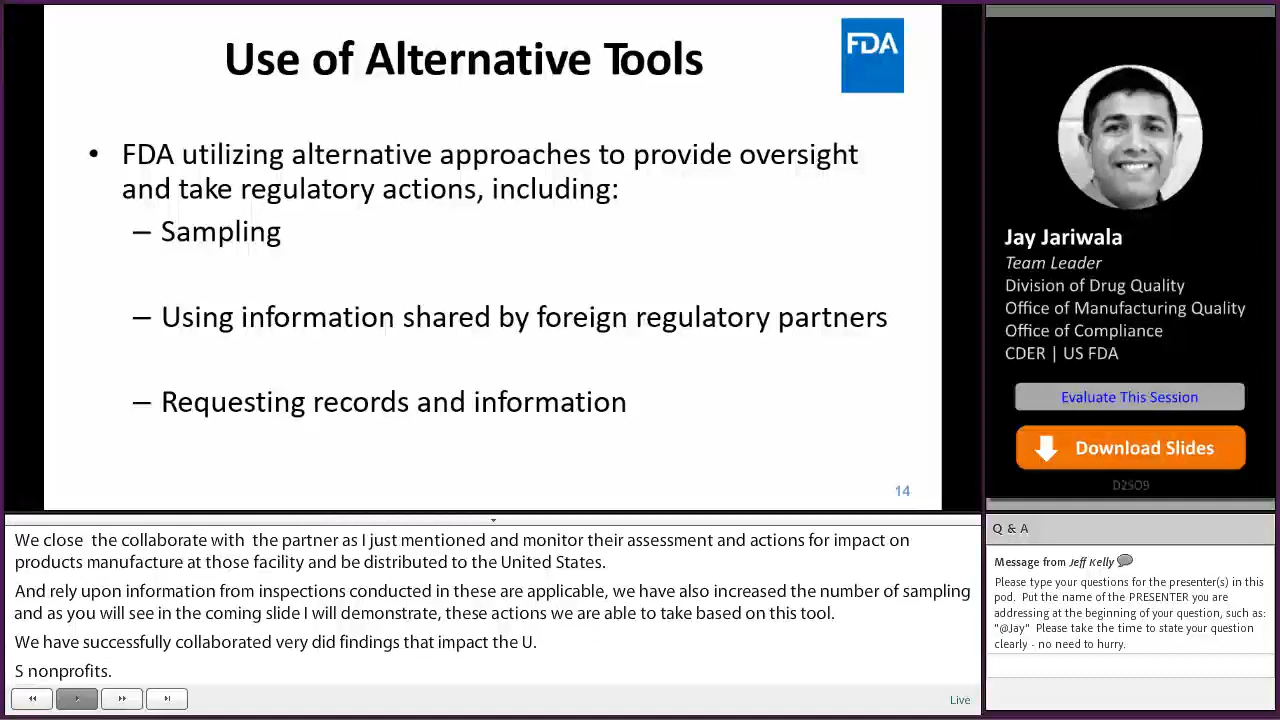 Use of Alternative Tools
FDA
• FDA utilizing alternative approaches to provide oversight
and take regulatory actions, including:
– Sampling
– Using information shared by foreign regulatory partners
– Requesting records and information
14
Jay Jariwala
Team Leader
Division of Drug Quality
Office of Manufacturing Quality
Office of Compliance
CDER | US FDA
Evaluate This Session
Download Slides
D2S09
We close the collaborate with the partner as I just mentioned and monitor their assessment and actions for impact on
products manufacture at those facility and be distributed to the United States.
And rely upon information from inspections conducted in these are applicable, we have also increased the number of sampling
and as you will see in the coming slide I will demonstrate, these actions we are able to take based on this tool.
We have successfully collaborated very did findings that impact the U.
S nonprofits.
Live
Q & A
Message from Jeff Kelly
Please type your questions for the presenter(s) in this
pod. Put the name of the PRESENTER you are
addressing at the beginning of your question, such as:
"@Jay" Please take the time to state your question
clearly - no need to hurry.